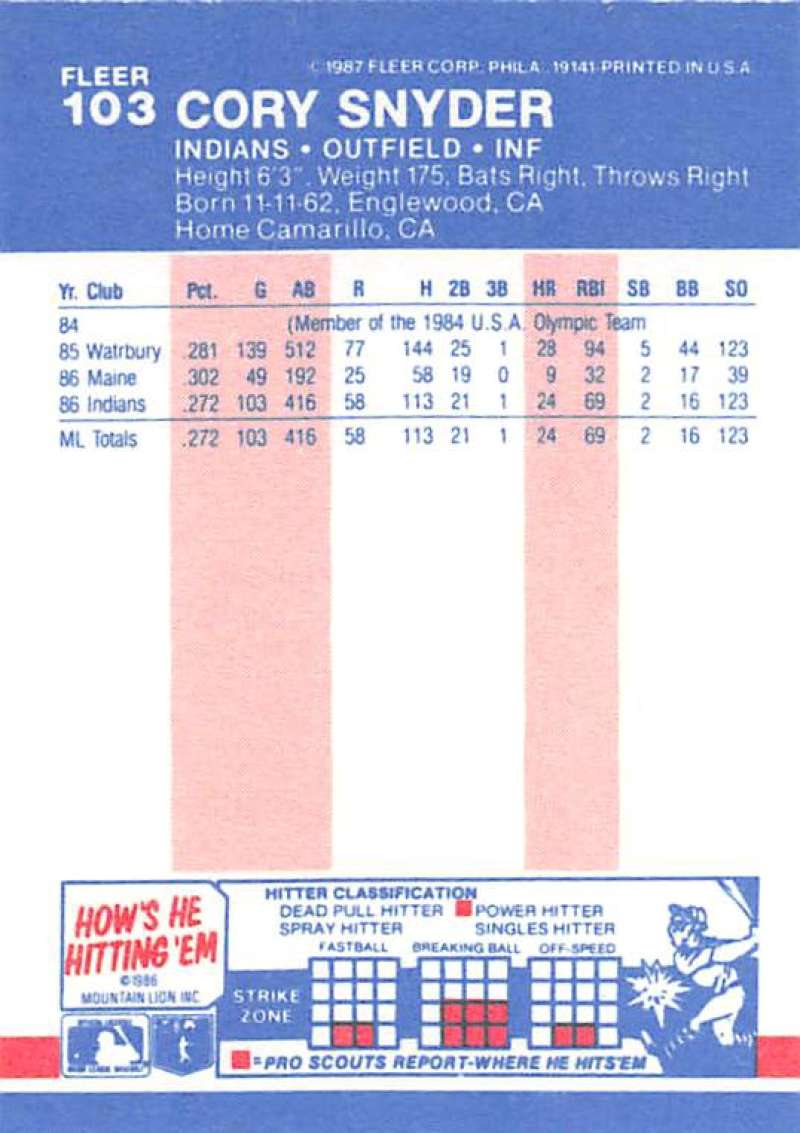 © 1987 FLEER CORP. PHILA. 19141-PRINTED IN U.S.A.
FLEER
103 CORY SNYDER
INDIANS • OUTFIELD • INF
Height 6'3", Weight 175, Bats Right, Throws Right
Born 11-11-62, Englewood, CA
Home Camarillo, CA
Yr. Club Pct. G AB R H 2B 3B HR RBI SB BB SO
84 (Member of the 1984 U.S.A. Olympic Team
85 Watrbury .281 139 512 77 144 25 1 28 94 5 44 123
86 Maine .302 49 192 25 58 19 0 9 32 2 17 39
86 Indians .272 103 416 58 113 21 1 24 69 2 16 123
ML Totals .272 103 416 58 113 21 1 24 69 2 16 123
HOW'S HE
HITTING 'EM
©1986
MOUNTAIN LION INC
HITTER CLASSIFICATION
DEAD PULL HITTER POWER HITTER
SPRAY HITTER SINGLES HITTER
FASTBALL BREAKING BALL OFF-SPEED
STRIKE
ZONE
=PRO SCOUTS REPORT-WHERE HE HITS'EM